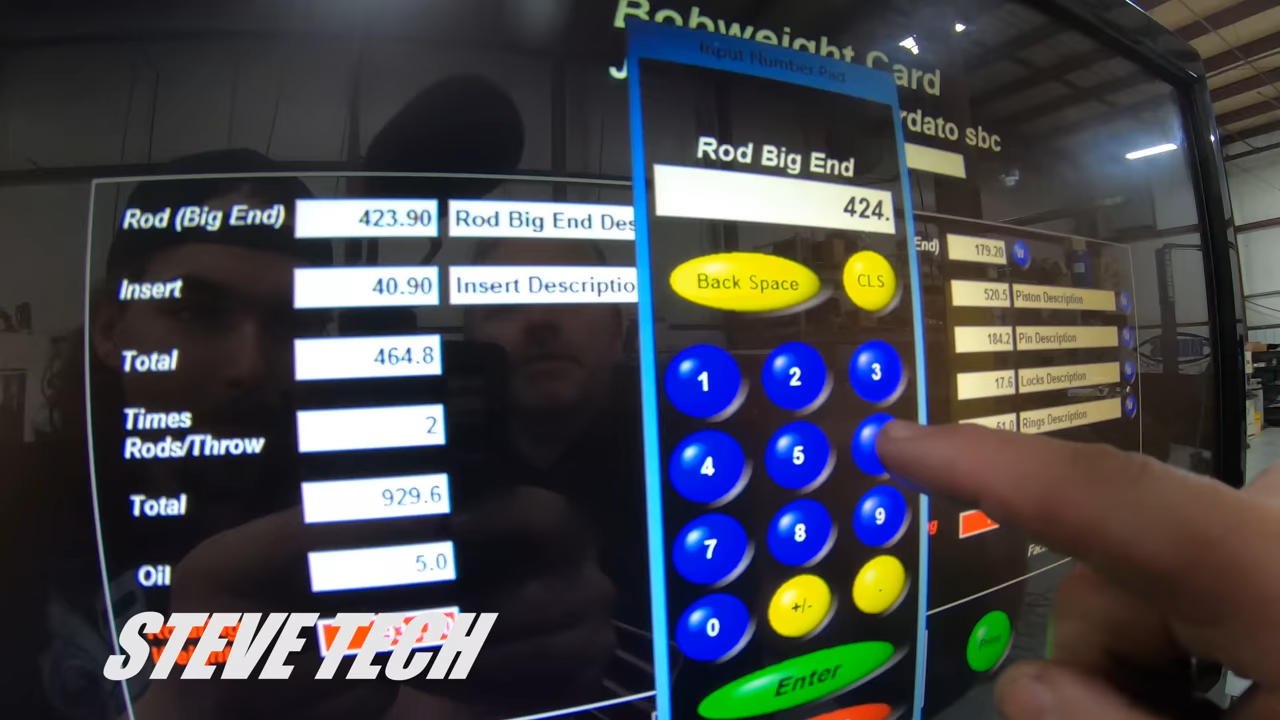 Bobweight Card
Input Number Pad
rdato sbc
Rod Big End
424.
Rod (Big End) 423.90 Rod Big End Des
Insert 40.90 Insert Descriptio
Total 464.8
Times
Rods/Throw 2
Total 929.6
Oil 5.0
Back Space CLS
1 2 3
4 5
7 8 9
0 +/- .
Enter
End) 179.20
520.5 Piston Description
184.2 Pin Description
17.6 Locks Description
51.0 Rings Description
STEVE TECH